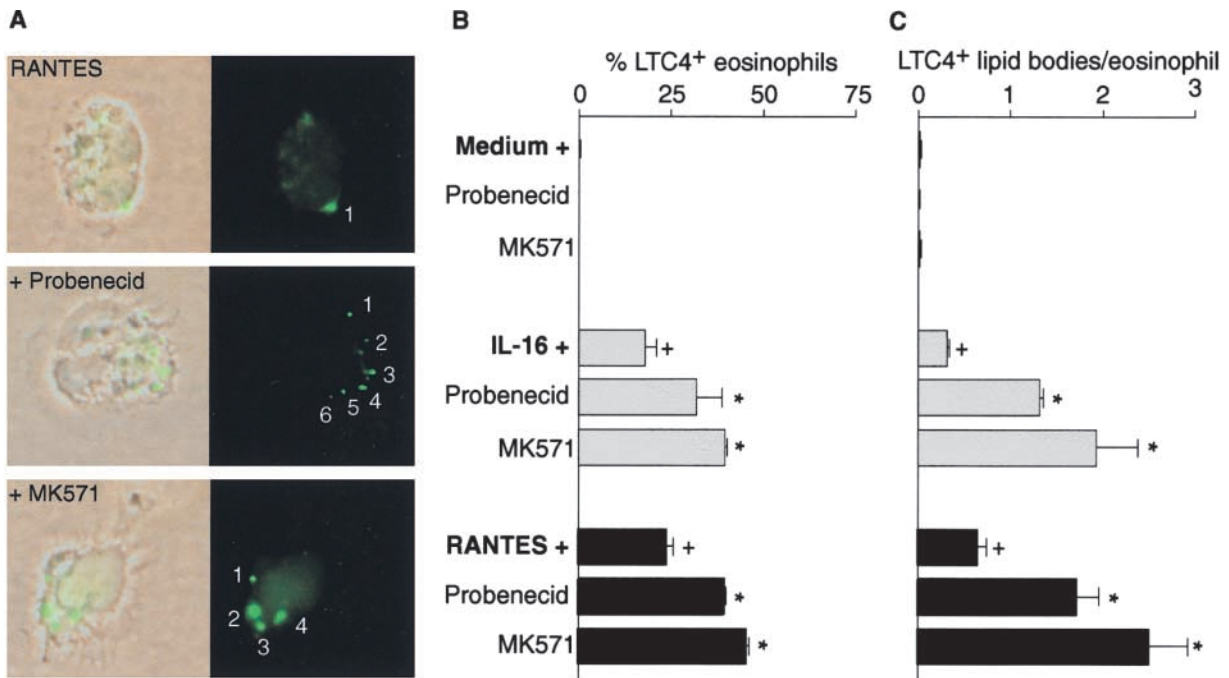 A
RANTES
1
+ Probenecid
1
2
3
4
5
6
+ MK571
1
2
3
4
B
% LTC4+ eosinophils
0 25 50 75
Medium +
Probenecid
MK571
IL-16 +
+
Probenecid
*
MK571
*
RANTES +
+
Probenecid
*
MK571
*
C
LTC4+ lipid bodies/eosinophil
0 1 2 3
+
*
*
+
*
*